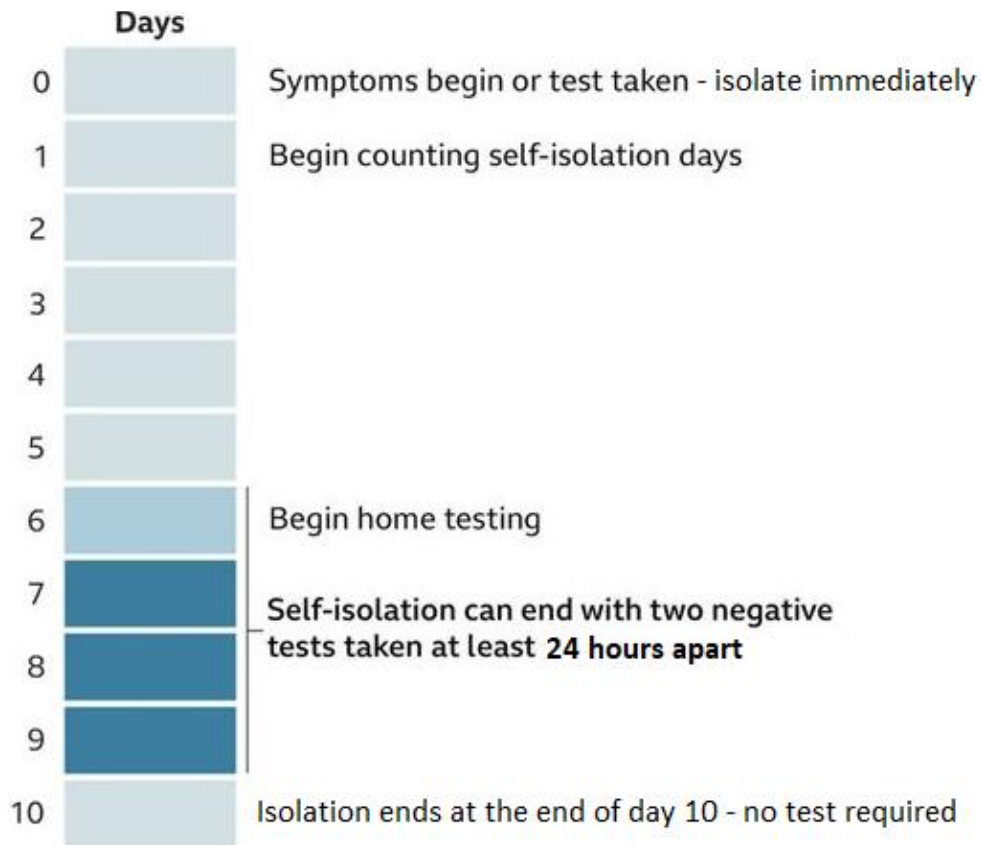 Days
0 Symptoms begin or test taken - isolate immediately
1 Begin counting self-isolation days
2
3
4
5
6 Begin home testing
7
Self-isolation can end with two negative
tests taken at least 24 hours apart
8
9
10 Isolation ends at the end of day 10 - no test required